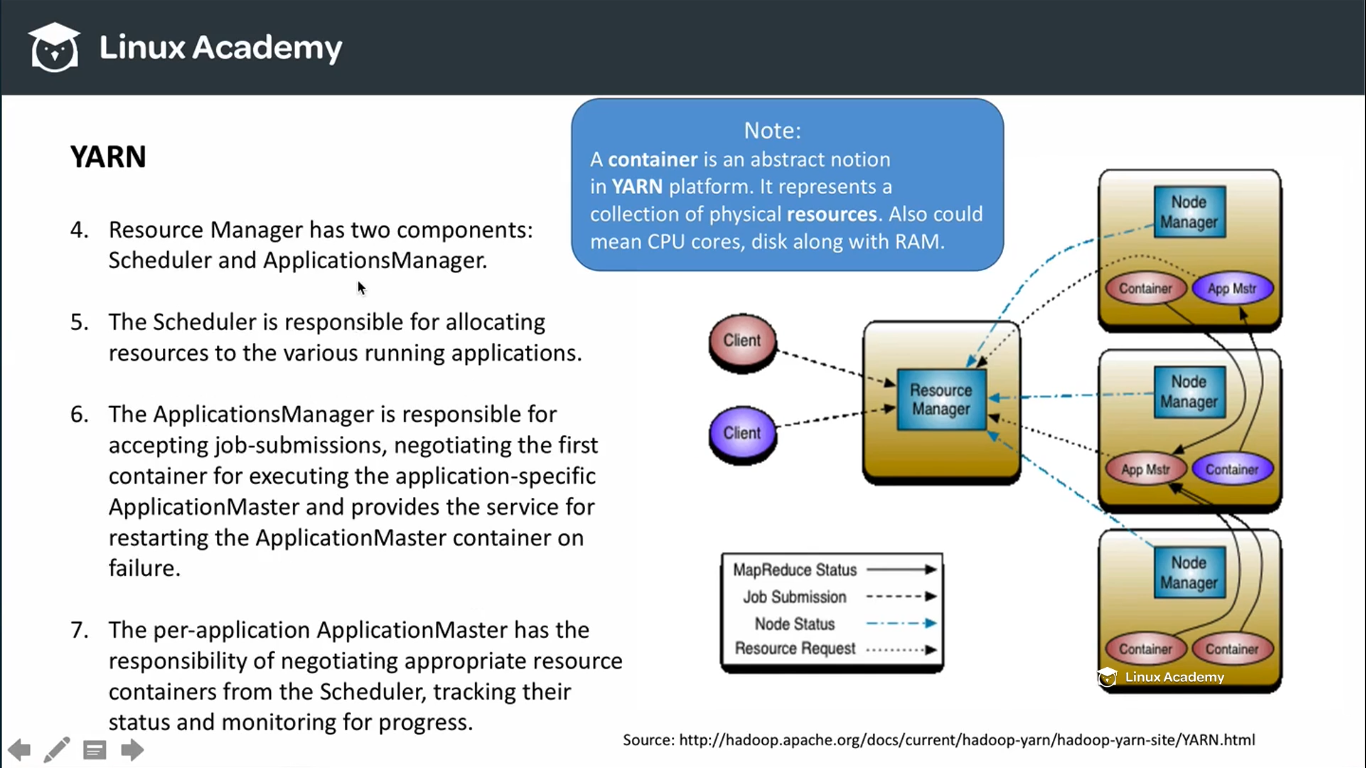 Linux Academy
YARN
4. Resource Manager has two components:
Scheduler and ApplicationsManager.
5. The Scheduler is responsible for allocating
resources to the various running applications.
6. The ApplicationsManager is responsible for
accepting job-submissions, negotiating the first
container for executing the application-specific
ApplicationMaster and provides the service for
restarting the ApplicationMaster container on
failure.
7. The per-application ApplicationMaster has the
responsibility of negotiating appropriate resource
containers from the Scheduler, tracking their
status and monitoring for progress.
Note:
A container is an abstract notion
in YARN platform. It represents a
collection of physical resources. Also could
mean CPU cores, disk along with RAM.
Client
Client
Resource
Manager
Node
Manager
Container
App Mstr
Node
Manager
App Mstr
Container
Node
Manager
Container
Container
Linux Academy
MapReduce Status
Job Submission
Node Status
Resource Request
Source: http://hadoop.apache.org/docs/current/hadoop-yarn/hadoop-yarn-site/YARN.html